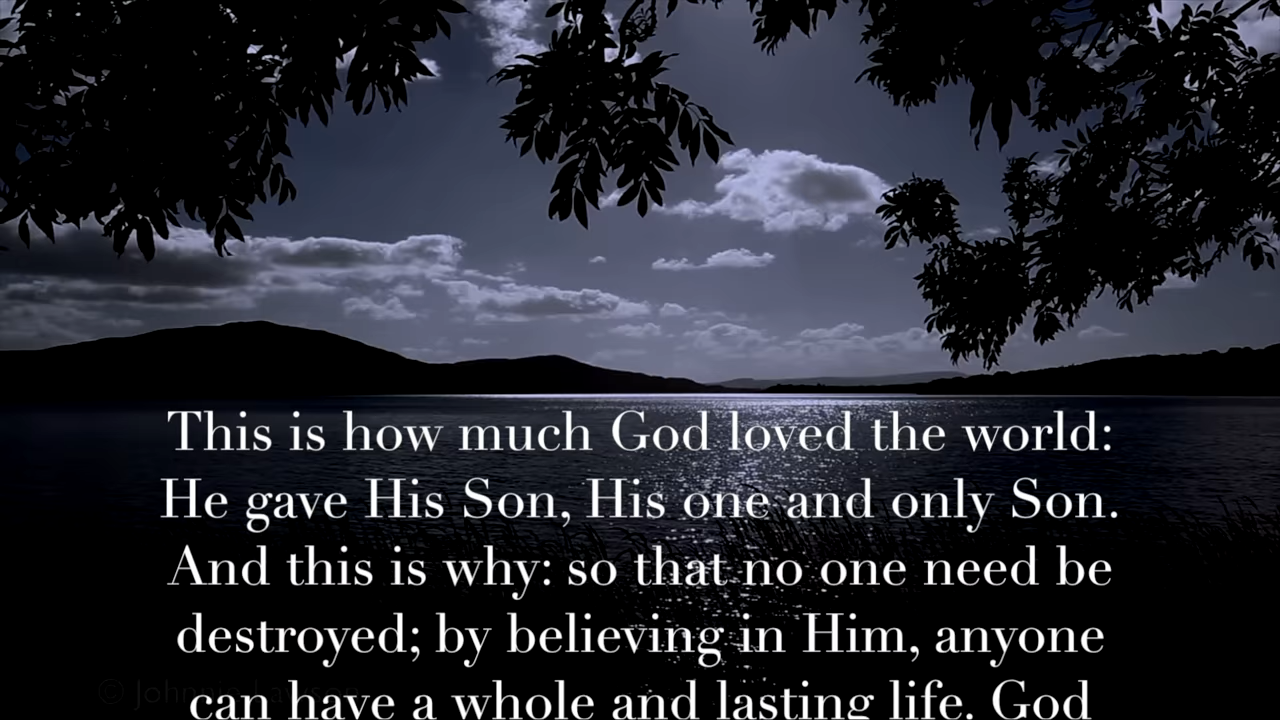 This is how much God loved the world:
He gave His Son, His one and only Son.
And this is why: so that no one need be
destroyed; by believing in Him, anyone
can have a whole and lasting life. God